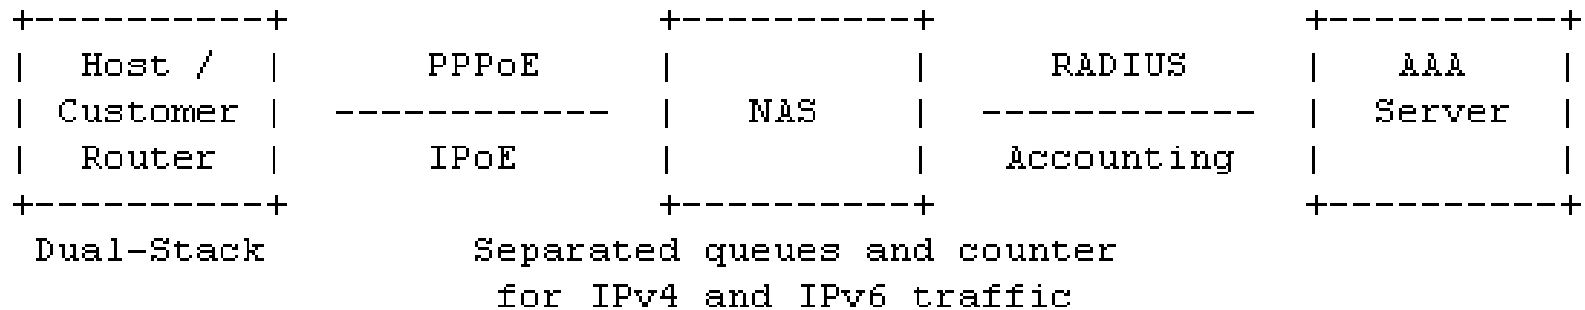 +-----------+                +----------+                +----------+
|  Host /   |      PPPoE     |          |     RADIUS     |   AAA    |
| Customer  |  ------------  |   NAS    |  ------------  |  Server  |
|  Router   |      IPoE      |          |   Accounting   |          |
+-----------+                +----------+                +----------+
Dual-Stack         Separated queues and counter
for IPv4 and IPv6 traffic